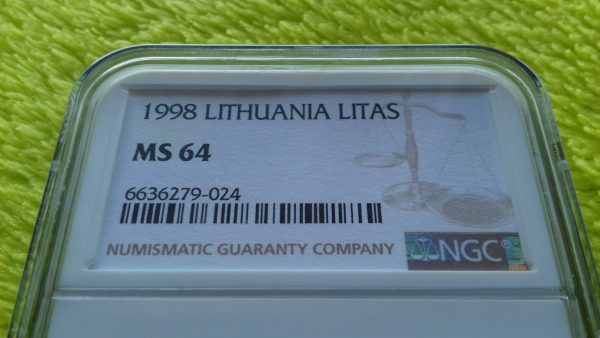 1998 LITHUANIA LITAS
MS 64
6636279-024
NUMISMATIC GUARANTY COMPANY
NGC